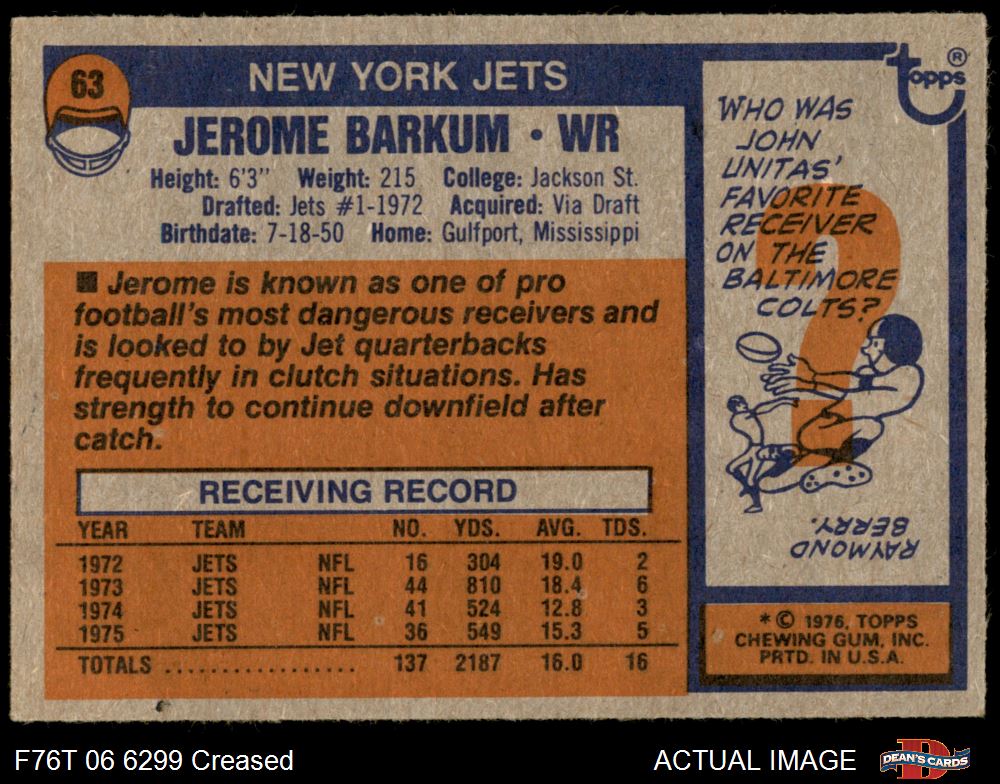 63
NEW YORK JETS
JEROME BARKUM • WR
Height: 6'3" Weight: 215 College: Jackson St.
Drafted: Jets #1-1972 Acquired: Via Draft
Birthdate: 7-18-50 Home: Gulfport, Mississippi
■ Jerome is known as one of pro
football's most dangerous receivers and
is looked to by Jet quarterbacks
frequently in clutch situations. Has
strength to continue downfield after
catch.
RECEIVING RECORD
YEAR TEAM NO. YDS. AVG. TDS.
1972 JETS NFL 16 304 19.0 2
1973 JETS NFL 44 810 18.4 6
1974 JETS NFL 41 524 12.8 3
1975 JETS NFL 36 549 15.3 5
TOTALS .................. 137 2187 16.0 16
topps®
WHO WAS
JOHN
UNITAS'
FAVORITE
RECEIVER
ON THE
BALTIMORE
COLTS?
?
RAYMOND
BERRY.
*© 1976, TOPPS
CHEWING GUM, INC.
PRTD. IN U.S.A.
F76T 06 6299 Creased
ACTUAL IMAGE
D
DEAN'S CARDS